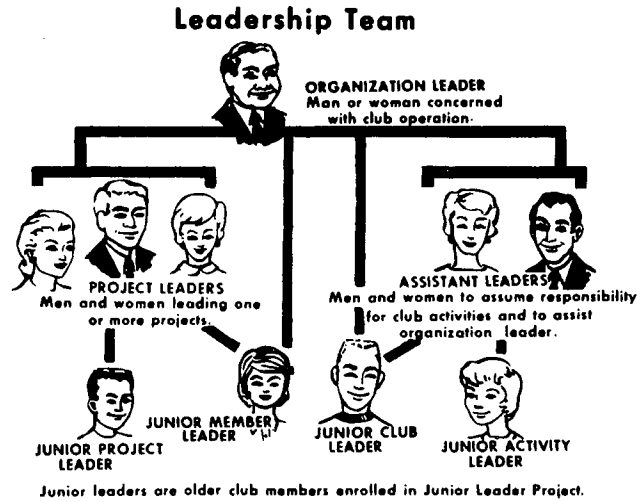 Leadership Team
ORGANIZATION LEADER
Man or woman concerned
with club operation.
PROJECT LEADERS
Men and women leading one
or more projects.
ASSISTANT LEADERS
Men and women to assume responsibility
for club activities and to assist
organization leader.
JUNIOR PROJECT
LEADER
JUNIOR MEMBER
LEADER
JUNIOR CLUB
LEADER
JUNIOR ACTIVITY
LEADER
Junior leaders are older club members enrolled in Junior Leader Project.